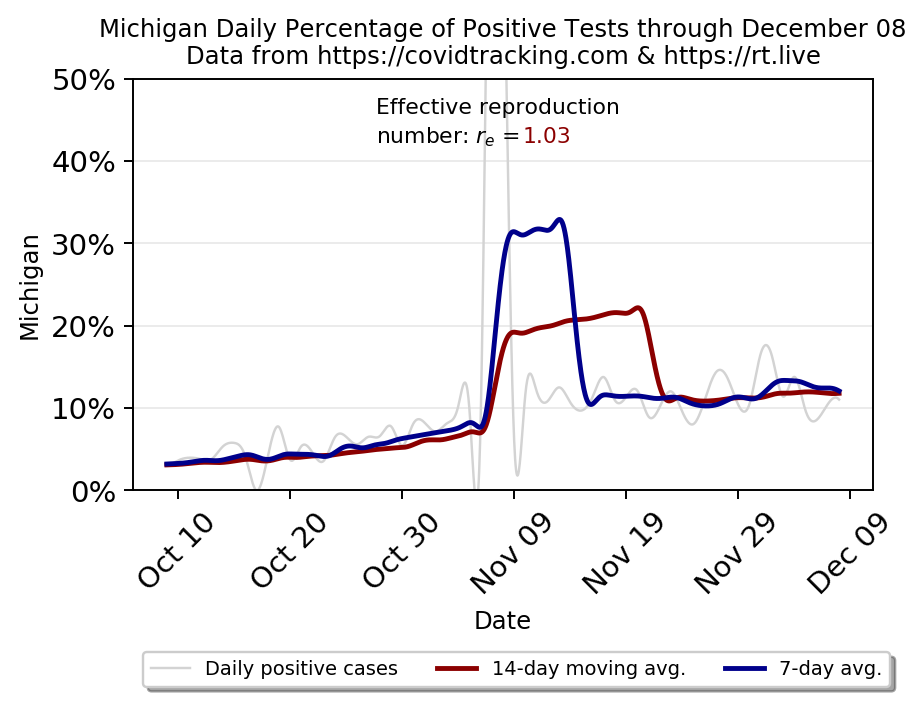 Michigan Daily Percentage of Positive Tests through December 08
Data from https://covidtracking.com & https://rt.live
50%
Effective reproduction
number: rₑ =1.03
40%
30%
20%
10%
0%
Michigan
Oct 10
Oct 20
Oct 30
Nov 09
Nov 19
Nov 29
Dec 09
Date
Daily positive cases
14-day moving avg.
7-day avg.